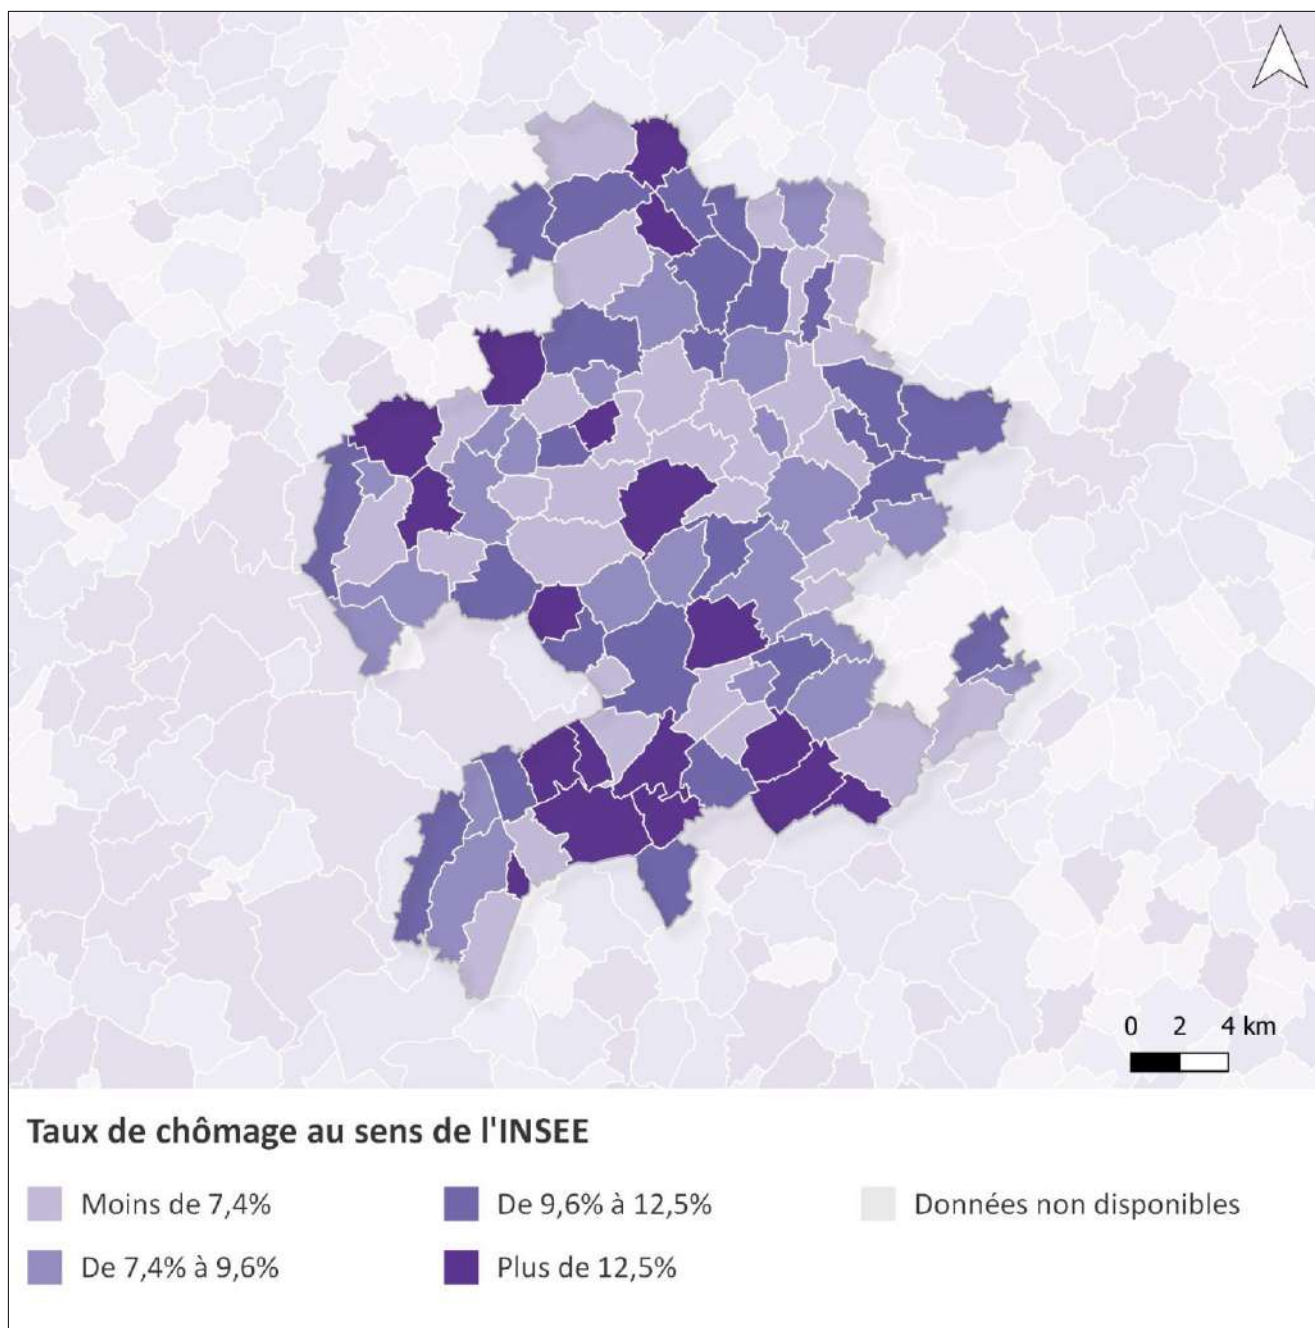 0 2 4 km
Taux de chômage au sens de l'INSEE
Moins de 7,4%
De 9,6% à 12,5%
Données non disponibles
De 7,4% à 9,6%
Plus de 12,5%